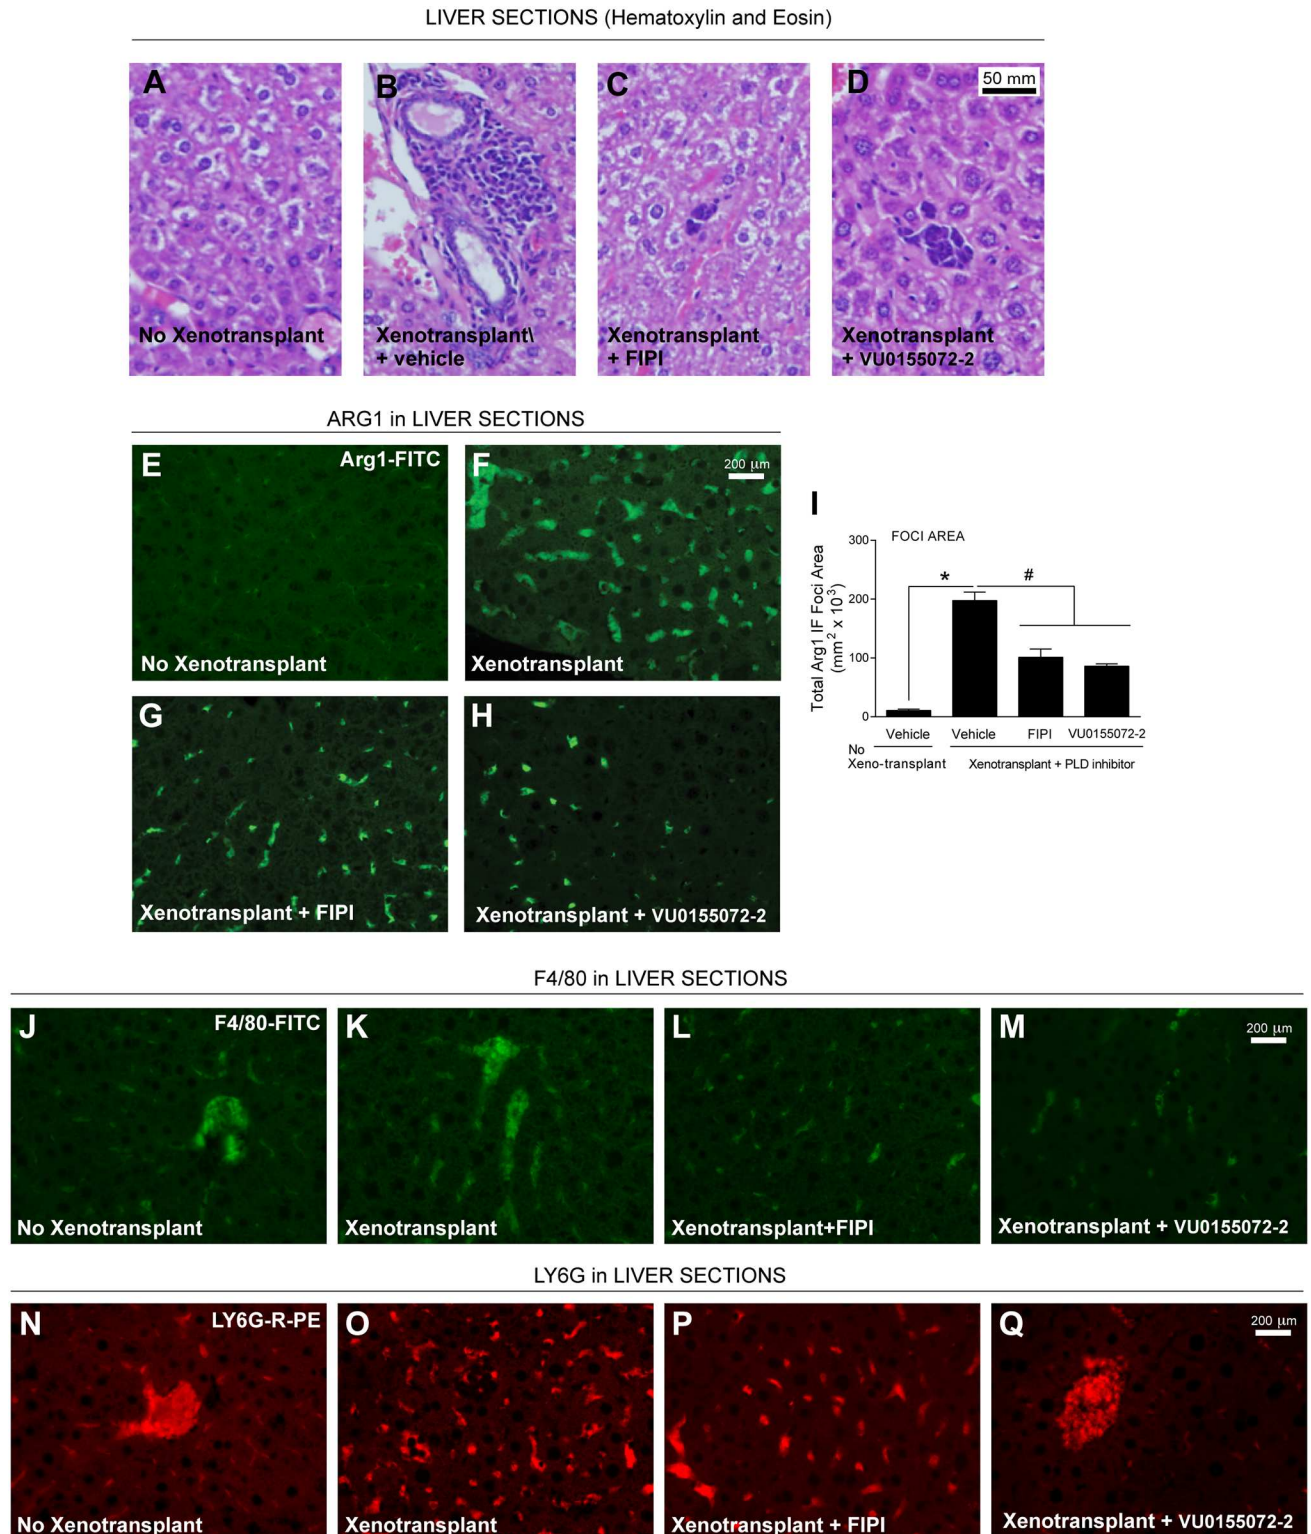 LIVER SECTIONS (Hematoxylin and Eosin)
A
B
C
D
50 mm
No Xenotransplant
Xenotransplant\
+ vehicle
Xenotransplant
+ FIPI
Xenotransplant
+ VU0155072-2
ARG1 in LIVER SECTIONS
E
Arg1-FITC
F
200 µm
No Xenotransplant
Xenotransplant
G
H
Xenotransplant + FIPI
Xenotransplant + VU0155072-2
I
FOCI AREA
Total Arg1 IF Foci Area
(mm² x 10³)
300
200
100
0
*
#
Vehicle
Vehicle
FIPI
VU0155072-2
No
Xeno-transplant
Xenotransplant + PLD inhibitor
F4/80 in LIVER SECTIONS
J
F4/80-FITC
K
L
M
200 µm
No Xenotransplant
Xenotransplant
Xenotransplant+FIPI
Xenotransplant + VU0155072-2
LY6G in LIVER SECTIONS
N
LY6G-R-PE
O
P
Q
200 µm
No Xenotransplant
Xenotransplant
Xenotransplant + FIPI
Xenotransplant + VU0155072-2